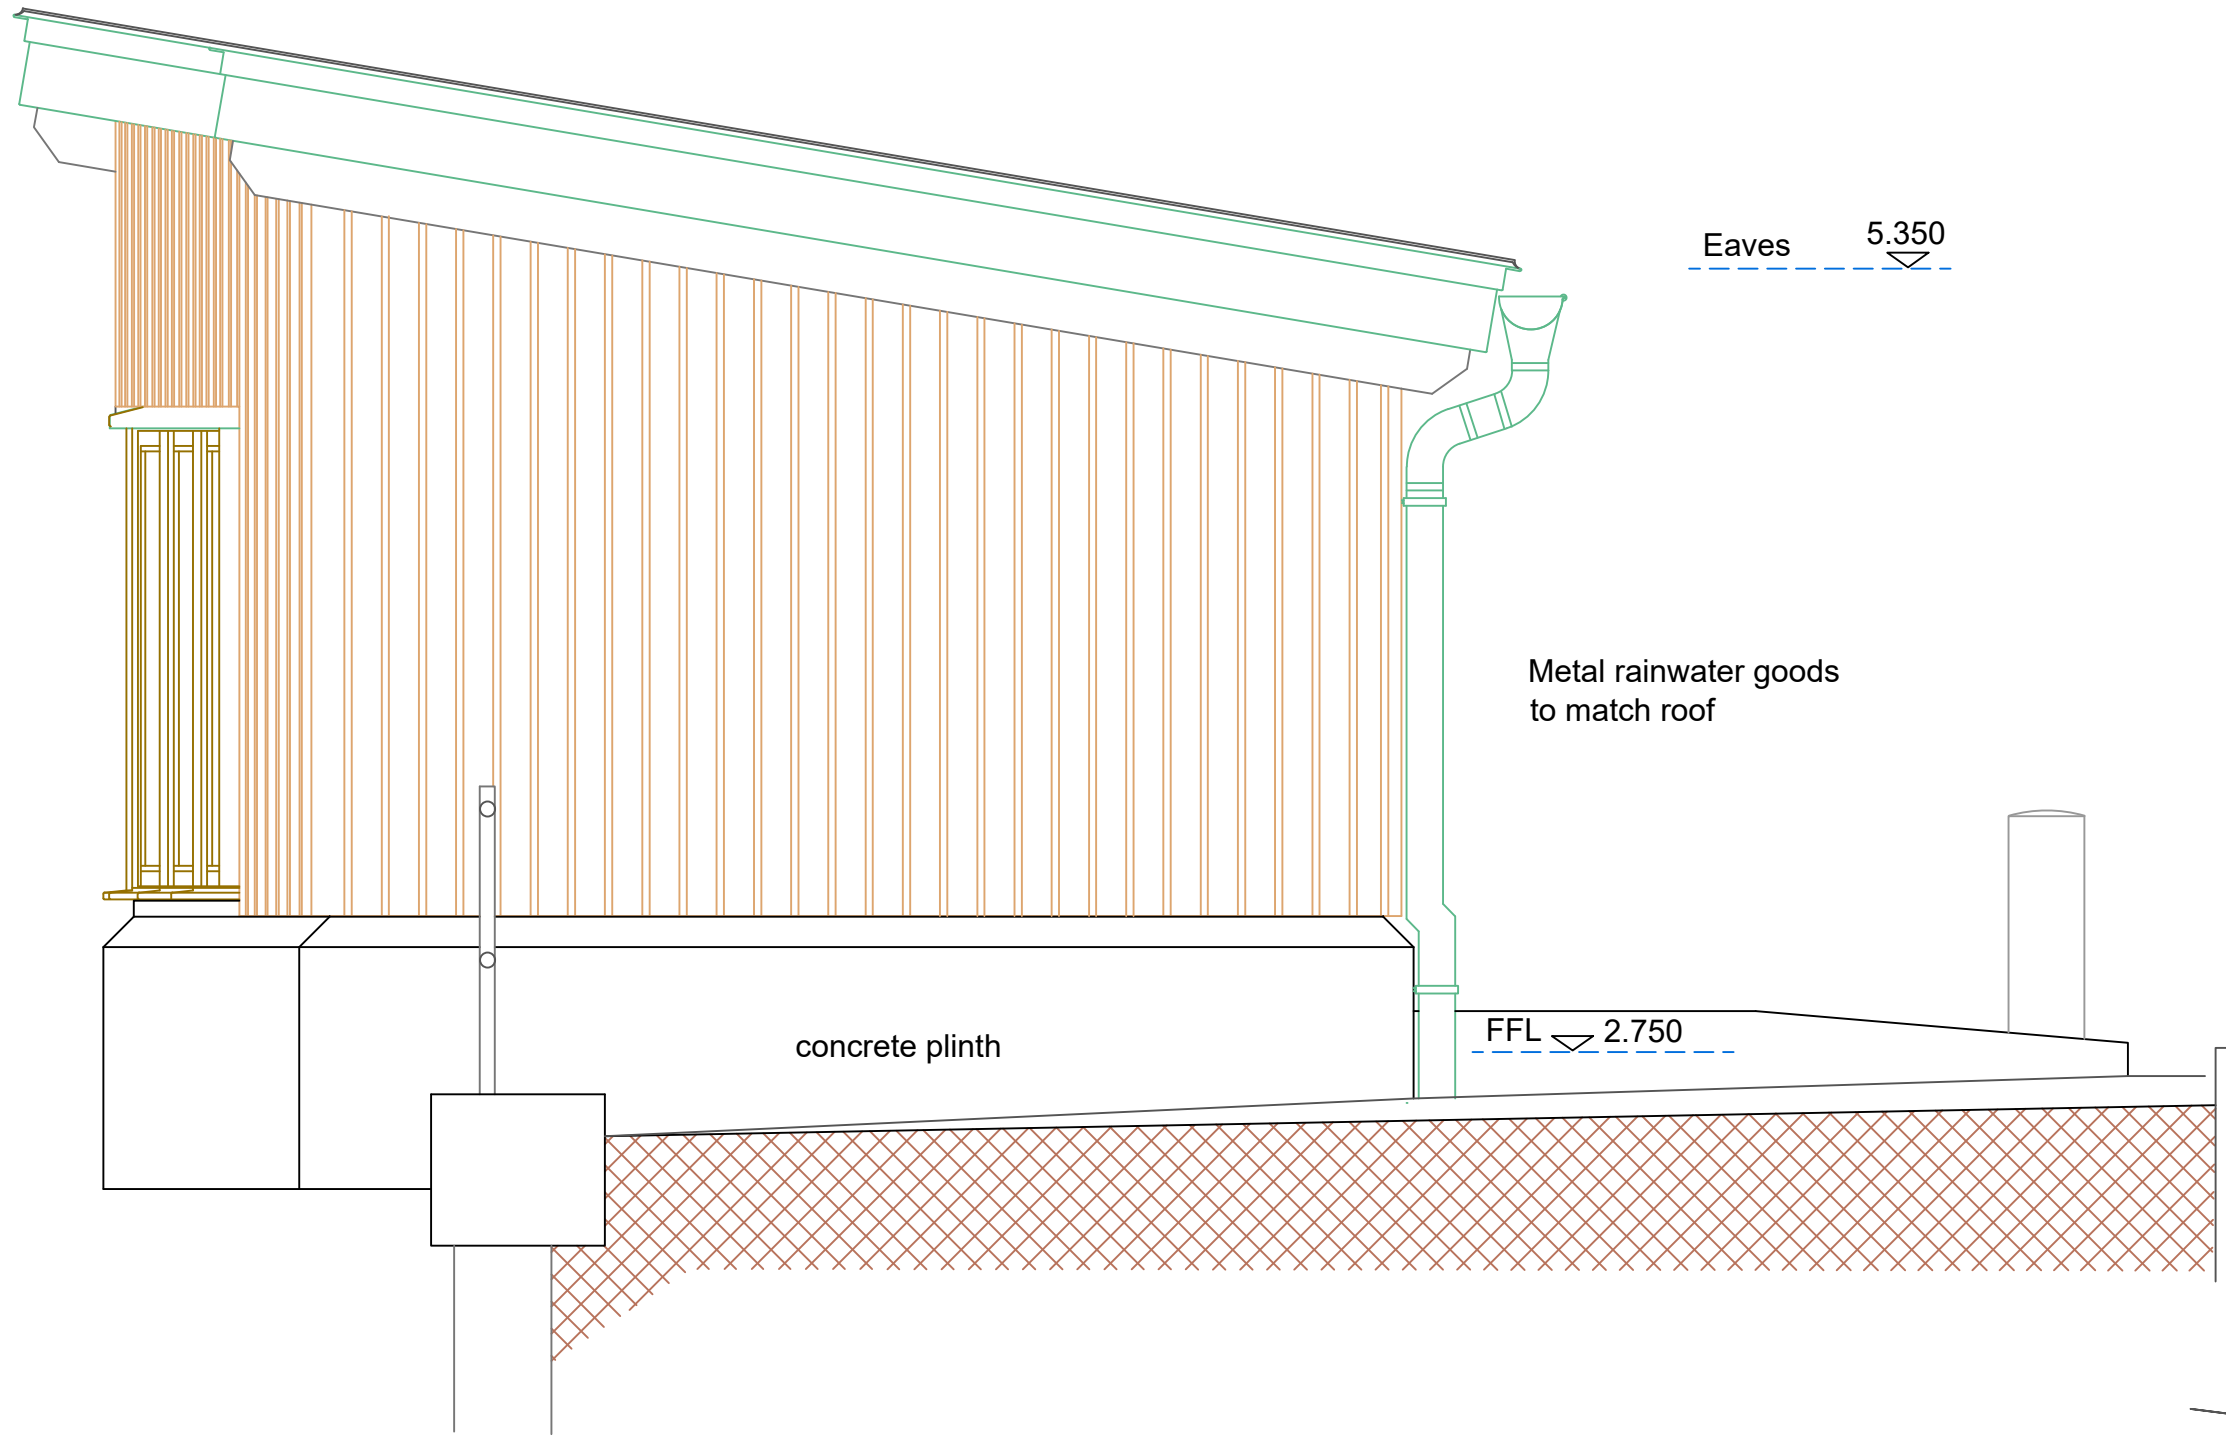 Eaves 5.350
Metal rainwater goods
to match roof
FFL 2.750
concrete plinth